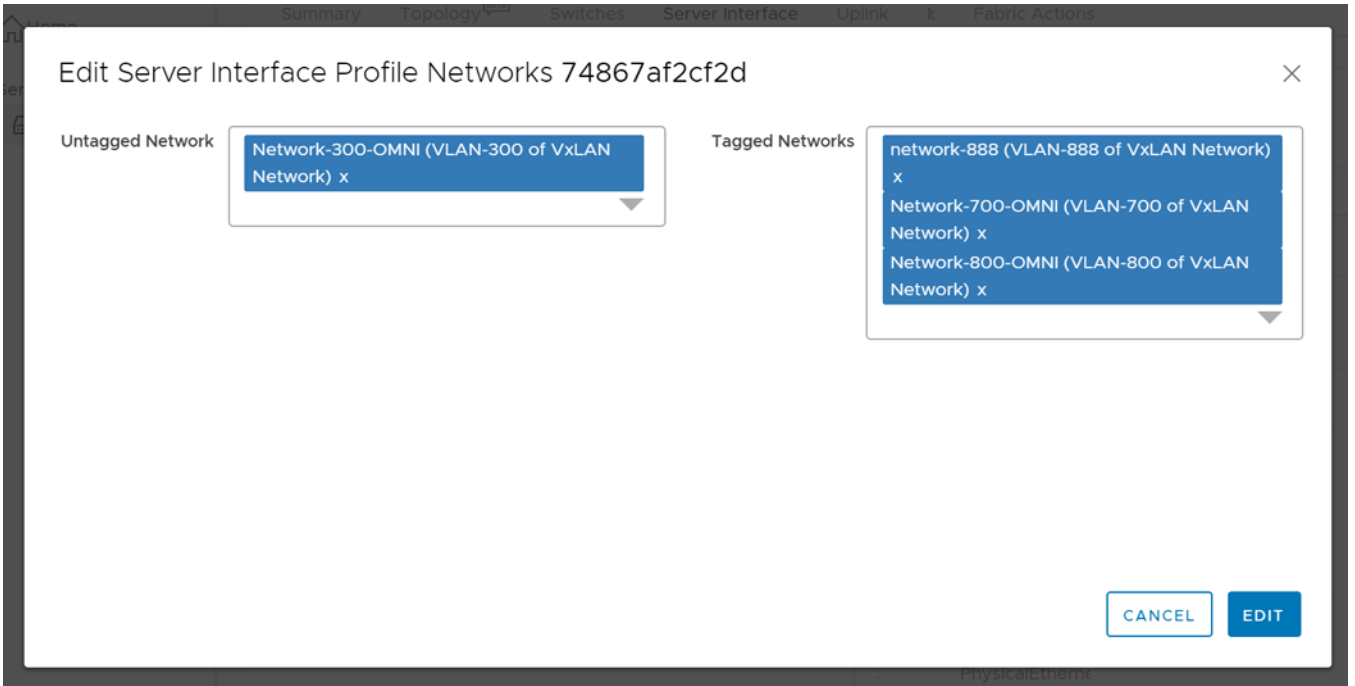 Home
Summary Topology Switches Server Interface Uplink k Fabric Actions
Edit Server Interface Profile Networks 74867af2cf2d
Untagged Network
Network-300-OMNI (VLAN-300 of VxLAN
Network) x
Tagged Networks
network-888 (VLAN-888 of VxLAN Network)
x
Network-700-OMNI (VLAN-700 of VxLAN
Network) x
Network-800-OMNI (VLAN-800 of VxLAN
Network) x
CANCEL EDIT
PhysicalEtherne